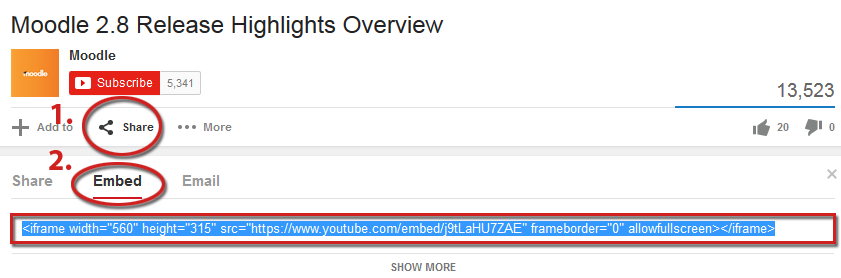 Moodle 2.8 Release Highlights Overview
moodle
Moodle
Subscribe 5,341
13,523
1.
Add to Share More 20 0
2.
Share Embed Email ×
<iframe width="560" height="315" src="https://www.youtube.com/embed/j9tLaHU7ZAE" frameborder="0" allowfullscreen></iframe>
SHOW MORE